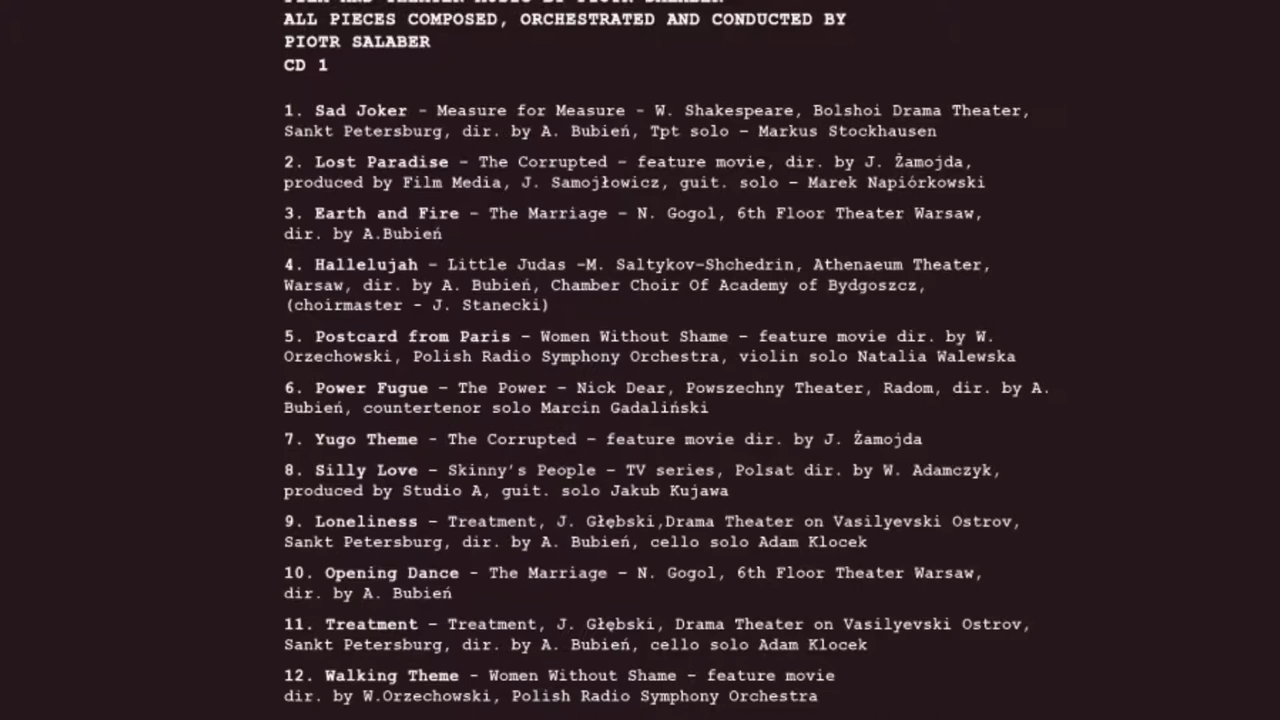 ALL PIECES COMPOSED, ORCHESTRATED AND CONDUCTED BY
PIOTR SALABER
CD 1
1. Sad Joker - Measure for Measure - W. Shakespeare, Bolshoi Drama Theater,
Sankt Petersburg, dir. by A. Bubień, Tpt solo - Markus Stockhausen
2. Lost Paradise - The Corrupted - feature movie, dir. by J. Żamojda,
produced by Film Media, J. Samojłowicz, guit. solo - Marek Napiórkowski
3. Earth and Fire - The Marriage - N. Gogol, 6th Floor Theater Warsaw,
dir. by A.Bubień
4. Hallelujah - Little Judas -M. Saltykov-Shchedrin, Athenaeum Theater,
Warsaw, dir. by A. Bubień, Chamber Choir Of Academy of Bydgoszcz,
(choirmaster - J. Stanecki)
5. Postcard from Paris - Women Without Shame - feature movie dir. by W.
Orzechowski, Polish Radio Symphony Orchestra, violin solo Natalia Walewska
6. Power Fugue - The Power - Nick Dear, Powszechny Theater, Radom, dir. by A.
Bubień, countertenor solo Marcin Gadaliński
7. Yugo Theme - The Corrupted - feature movie dir. by J. Żamojda
8. Silly Love - Skinny's People - TV series, Polsat dir. by W. Adamczyk,
produced by Studio A, guit. solo Jakub Kujawa
9. Loneliness - Treatment, J. Głębski,Drama Theater on Vasilyevski Ostrov,
Sankt Petersburg, dir. by A. Bubień, cello solo Adam Klocek
10. Opening Dance - The Marriage - N. Gogol, 6th Floor Theater Warsaw,
dir. by A. Bubień
11. Treatment - Treatment, J. Głębski, Drama Theater on Vasilyevski Ostrov,
Sankt Petersburg, dir. by A. Bubień, cello solo Adam Klocek
12. Walking Theme - Women Without Shame - feature movie
dir. by W.Orzechowski, Polish Radio Symphony Orchestra